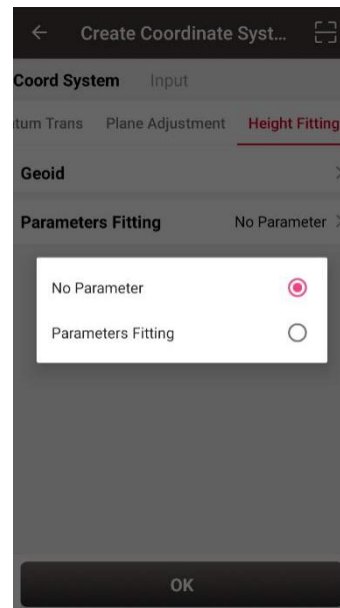 Create Coordinate Syst...
Coord System Input
tum Trans Plane Adjustment Height Fitting
Geoid
Parameters Fitting No Parameter
No Parameter
Parameters Fitting
OK